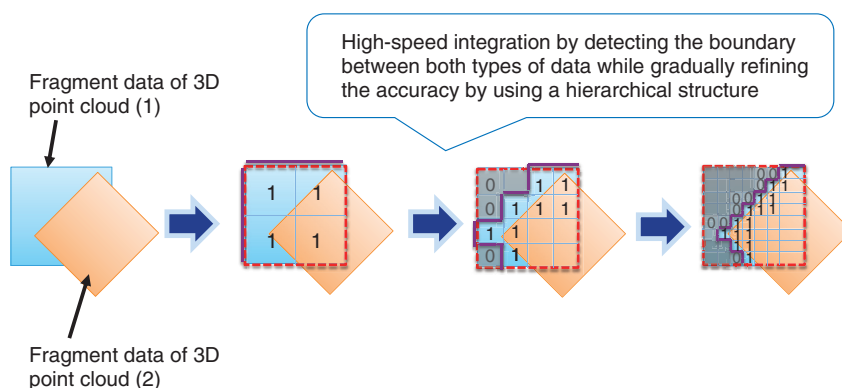 High-speed integration by detecting the boundary
between both types of data while gradually refining
the accuracy by using a hierarchical structure
Fragment data of 3D
point cloud (1)
1 1
1 1
0 1 1
0 1 1 1
1 1
0 1
Fragment data of 3D
point cloud (2)